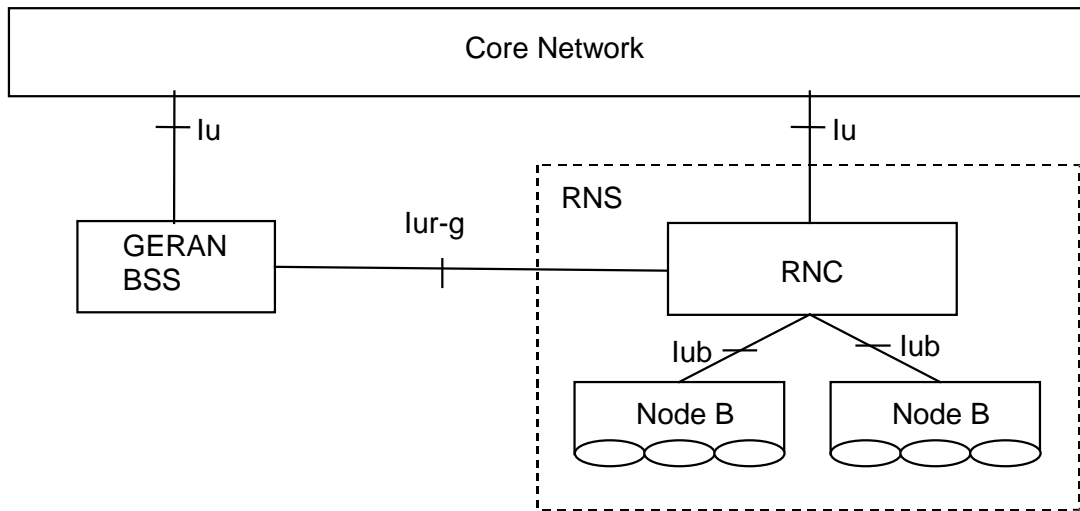 Core Network
Iu
Iu
RNS
Iur-g
GERAN
BSS
RNC
Iub
Iub
Node B
Node B